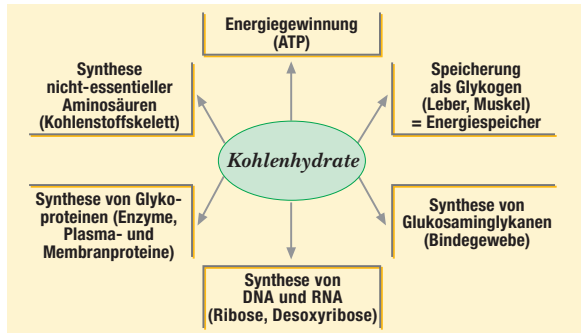 Energiegewinnung
(ATP)
Synthese
nicht-essentieller
Aminosäuren
(Kohlenstoffskelett)
Speicherung
als Glykogen
(Leber, Muskel)
= Energiespeicher
Kohlenhydrate
Synthese von Glyko-
proteinen (Enzyme,
Plasma- und
Membranproteine)
Synthese von
Glukosaminglykanen
(Bindegewebe)
Synthese von
DNA und RNA
(Ribose, Desoxyribose)